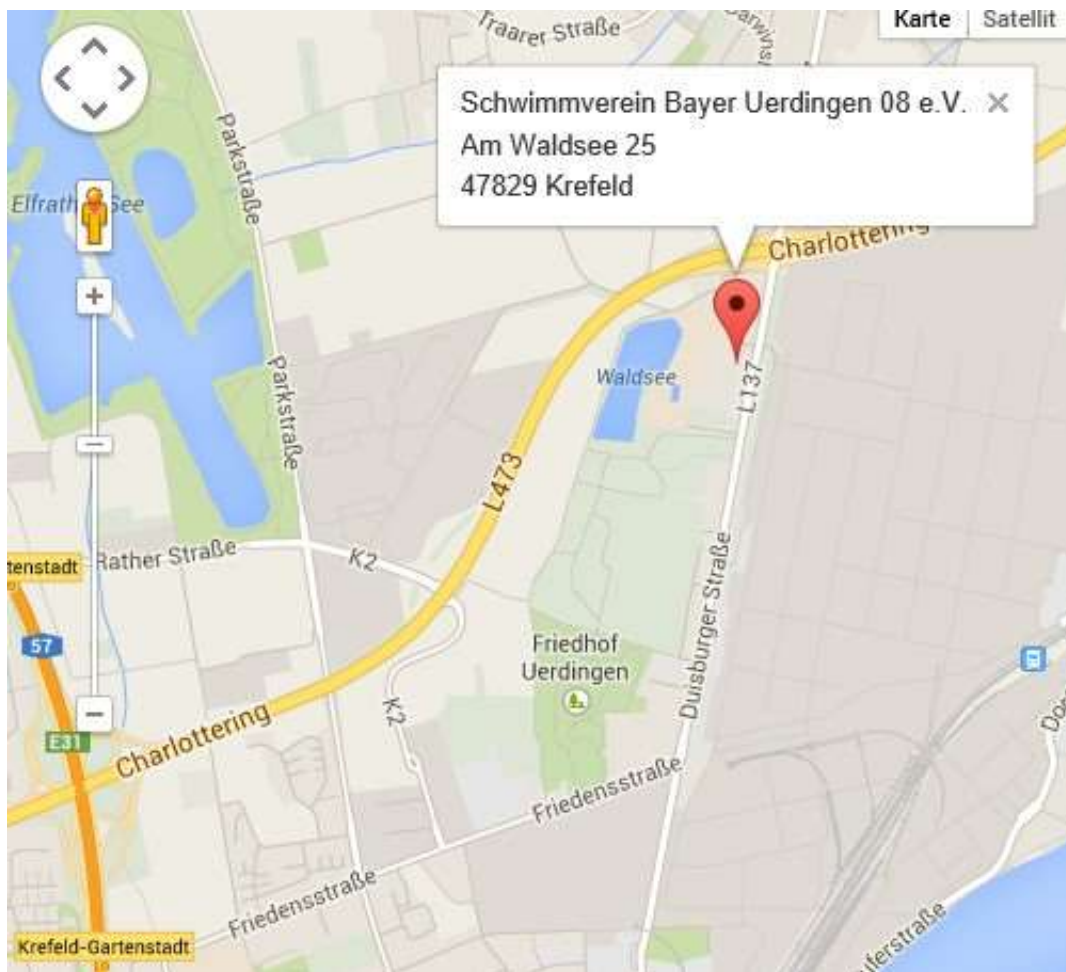 Karte
Satellit
Traarer Straße
Schwimmverein Bayer Uerdingen 08 e.V.
Am Waldsee 25
47829 Krefeld
Parkstraße
See
Charlottering
Waldsee
L137
Parkstraße
L473
Rather Straße
K2
tenstadt
57
Friedhof
Uerdingen
Duisburger Straße
K2
E31
Charlottering
Friedensstraße
Friedensstraße
Krefeld-Gartenstadt
uferstraße